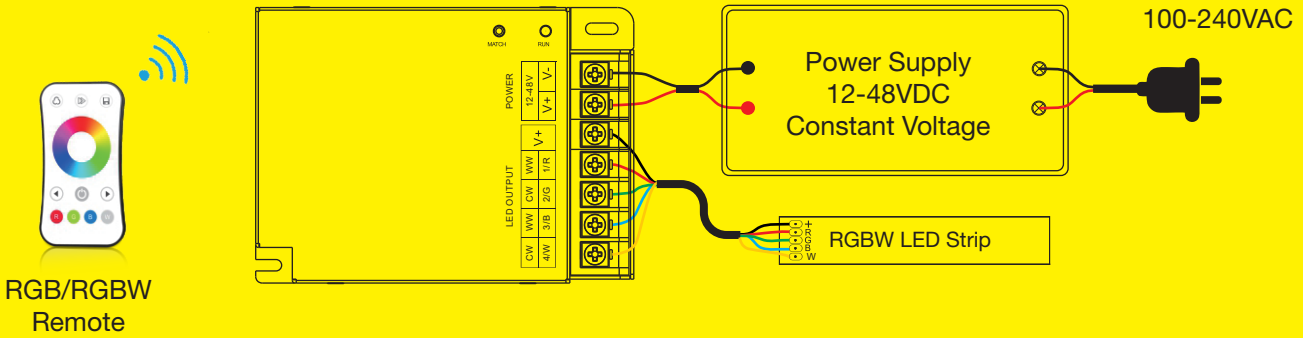 100-240VAC
MATCH
RUN
Power Supply
12-48VDC
Constant Voltage
POWER
12-48V
V-
V+
LED OUTPUT
V+
WW 1/R
CW 2/G
WW 3/B
CW 4/W
+
R
G
B
W
RGBW LED Strip
R G B W
RGB/RGBW
Remote